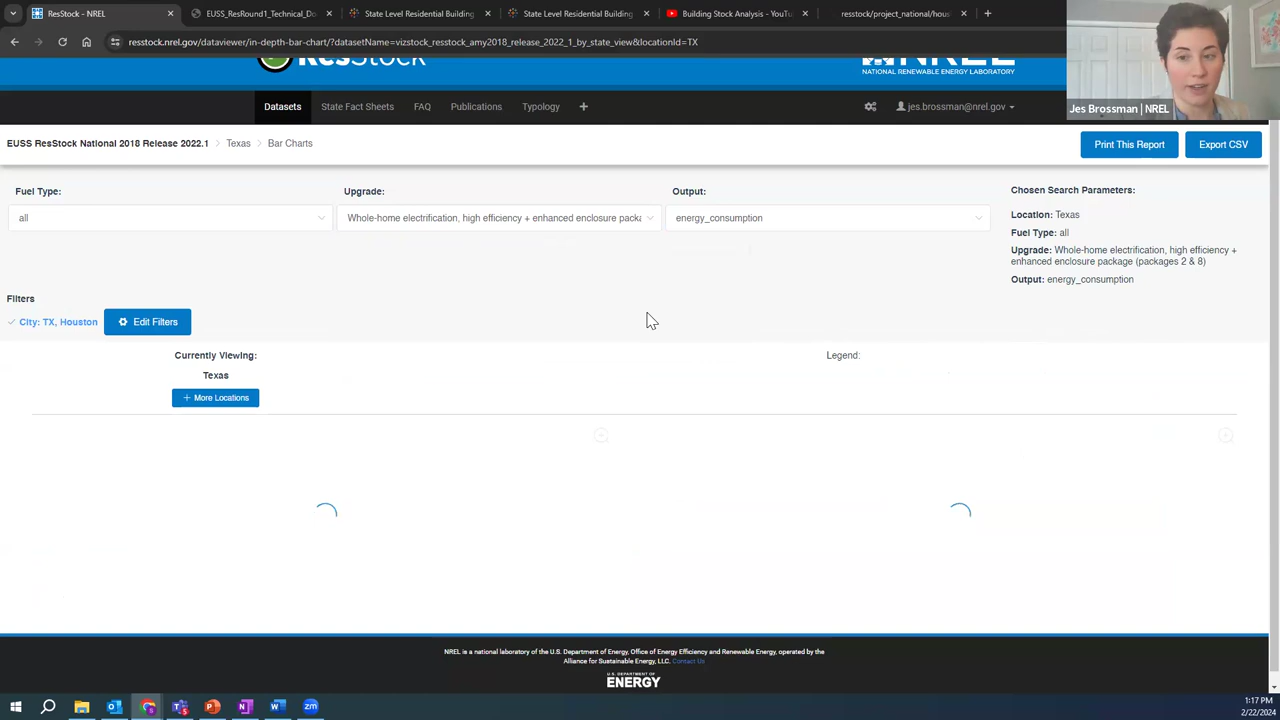 ResStock - NREL
EUSS_ResRound1_Technical_Do
State Level Residential Building
State Level Residential Building
Building Stock Analysis - YouTu
resstock/project_national/hous
resstock.nrel.gov/dataviewer/in-depth-bar-chart/?datasetName=vizstock_resstock_amy2018_release_2022_1_by_state_view&locationId=TX
ResStock
NREL
NATIONAL RENEWABLE ENERGY LABORATORY
Jes Brossman | NREL
Datasets State Fact Sheets FAQ Publications Typology
jes.brossman@nrel.gov
EUSS ResStock National 2018 Release 2022.1 > Texas > Bar Charts
Print This Report
Export CSV
Fuel Type:
all
Upgrade:
Whole-home electrification, high efficiency + enhanced enclosure packa
Output:
energy_consumption
Chosen Search Parameters:
Location: Texas
Fuel Type: all
Upgrade: Whole-home electrification, high efficiency +
enhanced enclosure package (packages 2 & 8)
Output: energy_consumption
Filters
City: TX, Houston
Edit Filters
Currently Viewing:
Texas
+ More Locations
Legend:
NREL is a national laboratory of the U.S. Department of Energy, Office of Energy Efficiency and Renewable Energy, operated by the
Alliance for Sustainable Energy, LLC. Contact Us
U.S. DEPARTMENT OF
ENERGY
1:17 PM
2/22/2024